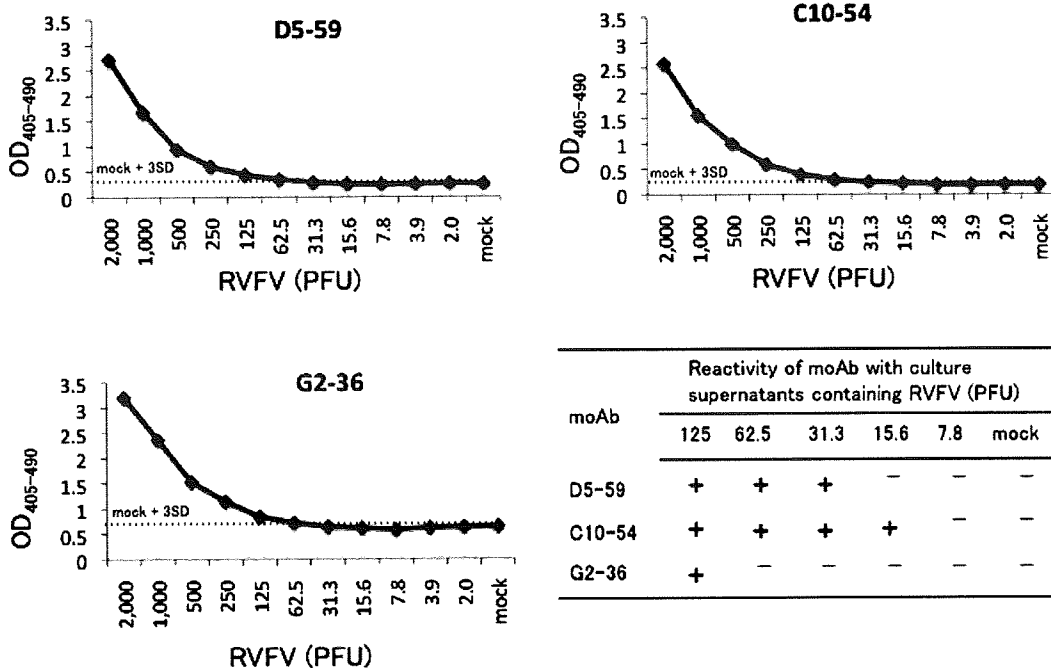 D5-59
3.5
3
2.5
2
1.5
1
0.5
0
OD405-490
mock + 3SD
2,000
1,000
500
250
125
62.5
31.3
15.6
7.8
3.9
2.0
mock
RVFV (PFU)
C10-54
3.5
3
2.5
2
1.5
1
0.5
0
OD405-490
mock + 3SD
2,000
1,000
500
250
125
62.5
31.3
15.6
7.8
3.9
2.0
mock
RVFV (PFU)
G2-36
3.5
3
2.5
2
1.5
1
0.5
0
OD405-490
mock + 3SD
2,000
1,000
500
250
125
62.5
31.3
15.6
7.8
3.9
2.0
mock
RVFV (PFU)
Reactivity of moAb with culture
supernatants containing RVFV (PFU)
moAb
125 62.5 31.3 15.6 7.8 mock
D5-59 + + + − − −
C10-54 + + + + − −
G2-36 + − − − − −